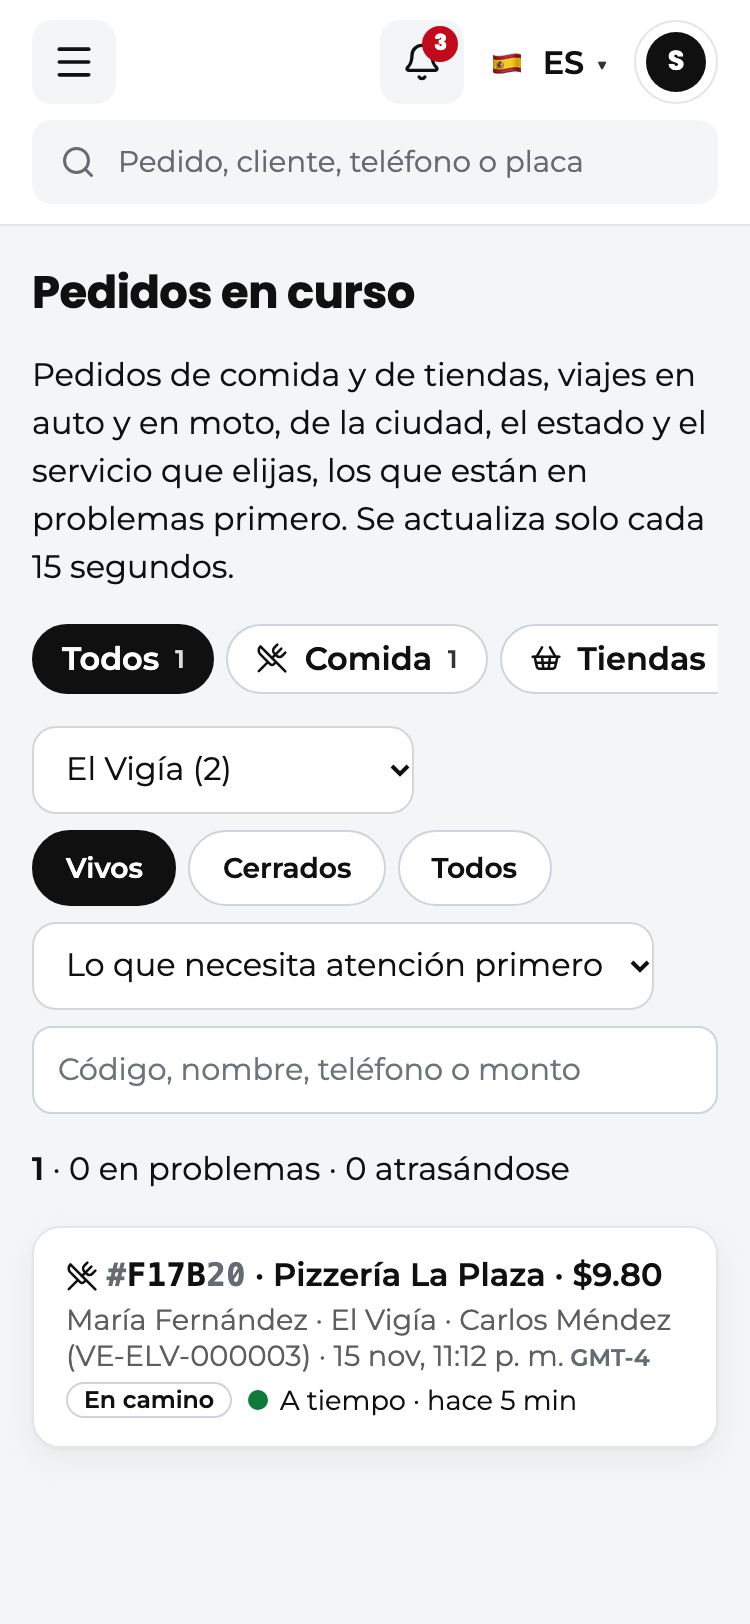 3
ES
S
Pedido, cliente, teléfono o placa
Pedidos en curso
Pedidos de comida y de tiendas, viajes en
auto y en moto, de la ciudad, el estado y el
servicio que elijas, los que están en
problemas primero. Se actualiza solo cada
15 segundos.
Todos 1 Comida 1 Tiendas
El Vigía (2)
Vivos Cerrados Todos
Lo que necesita atención primero
Código, nombre, teléfono o monto
1 · 0 en problemas · 0 atrasándose
#F17B20 · Pizzería La Plaza · $9.80
María Fernández · El Vigía · Carlos Méndez
(VE-ELV-000003) · 15 nov, 11:12 p. m. GMT-4
En camino A tiempo · hace 5 min